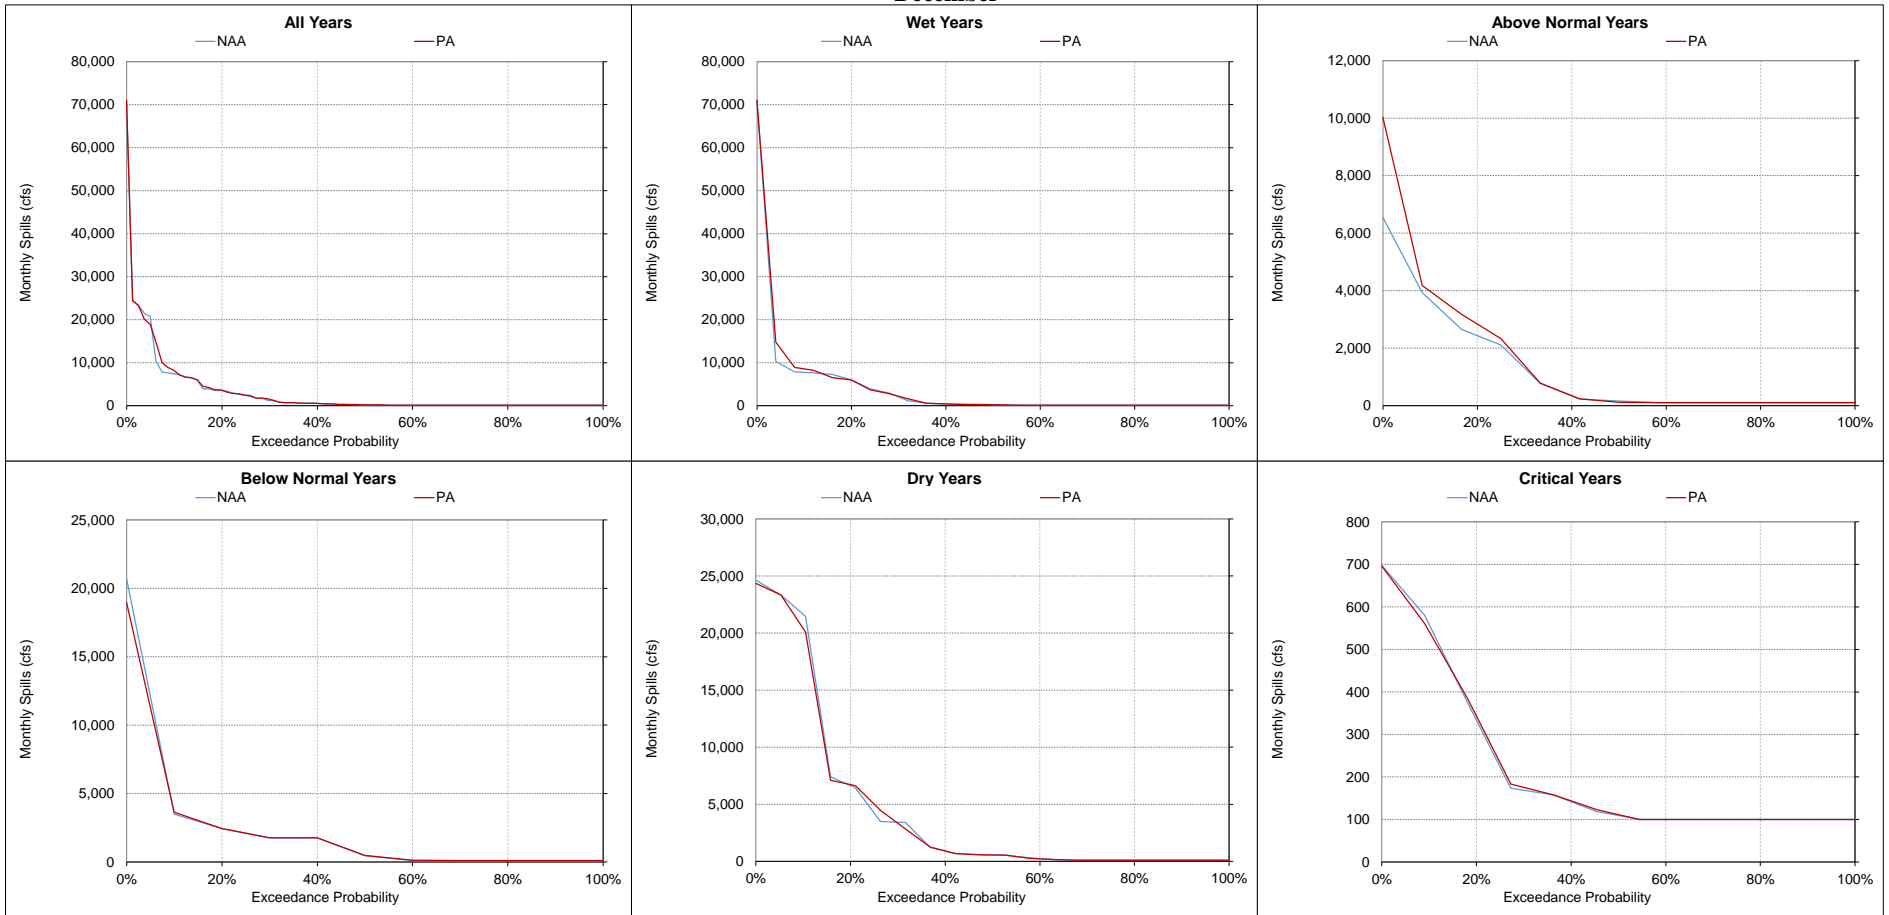 December
All Years
NAA PA
80,000
70,000
60,000
50,000
40,000
30,000
20,000
10,000
0
Monthly Spills (cfs)
0% 20% 40% 60% 80% 100%
Exceedance Probability
Wet Years
NAA PA
80,000
70,000
60,000
50,000
40,000
30,000
20,000
10,000
0
Monthly Spills (cfs)
0% 20% 40% 60% 80% 100%
Exceedance Probability
Above Normal Years
NAA PA
12,000
10,000
8,000
6,000
4,000
2,000
0
Monthly Spills (cfs)
0% 20% 40% 60% 80% 100%
Exceedance Probability
Below Normal Years
NAA PA
25,000
20,000
15,000
10,000
5,000
0
Monthly Spills (cfs)
0% 20% 40% 60% 80% 100%
Exceedance Probability
Dry Years
NAA PA
30,000
25,000
20,000
15,000
10,000
5,000
0
Monthly Spills (cfs)
0% 20% 40% 60% 80% 100%
Exceedance Probability
Critical Years
NAA PA
800
700
600
500
400
300
200
100
0
Monthly Spills (cfs)
0% 20% 40% 60% 80% 100%
Exceedance Probability